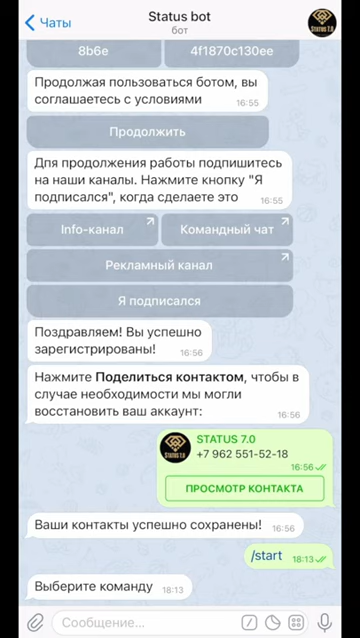 Чаты
Status bot
бот
8b6e
4f1870c130ee
Продолжая пользоваться ботом, вы
соглашаетесь с условиями
16:55
Продолжить
Для продолжения работы подпишитесь
на наши каналы. Нажмите кнопку "Я
подписался", когда сделаете это
16:55
Info-канал
Командный чат
Рекламный канал
Я подписался
Поздравляем! Вы успешно
зарегистрированы!
16:56
Нажмите Поделиться контактом, чтобы в
случае необходимости мы могли
восстановить ваш аккаунт:
16:56
STATUS 7.0
+7 962 551-52-18
16:56
ПРОСМОТР КОНТАКТА
Ваши контакты успешно сохранены!
16:56
/start
18:13
Выберите команду
18:13
Сообщение...